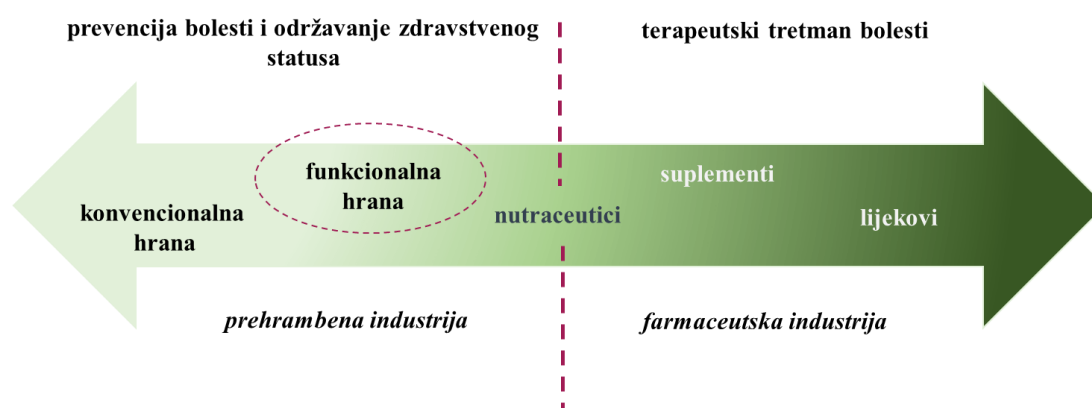 prevencija bolesti i održavanje zdravstvenog
statusa
terapeutski tretman bolesti
funkcionalna
hrana
suplementi
konvencionalna
hrana
nutraceutici
lijekovi
prehrambena industrija
farmaceutska industrija